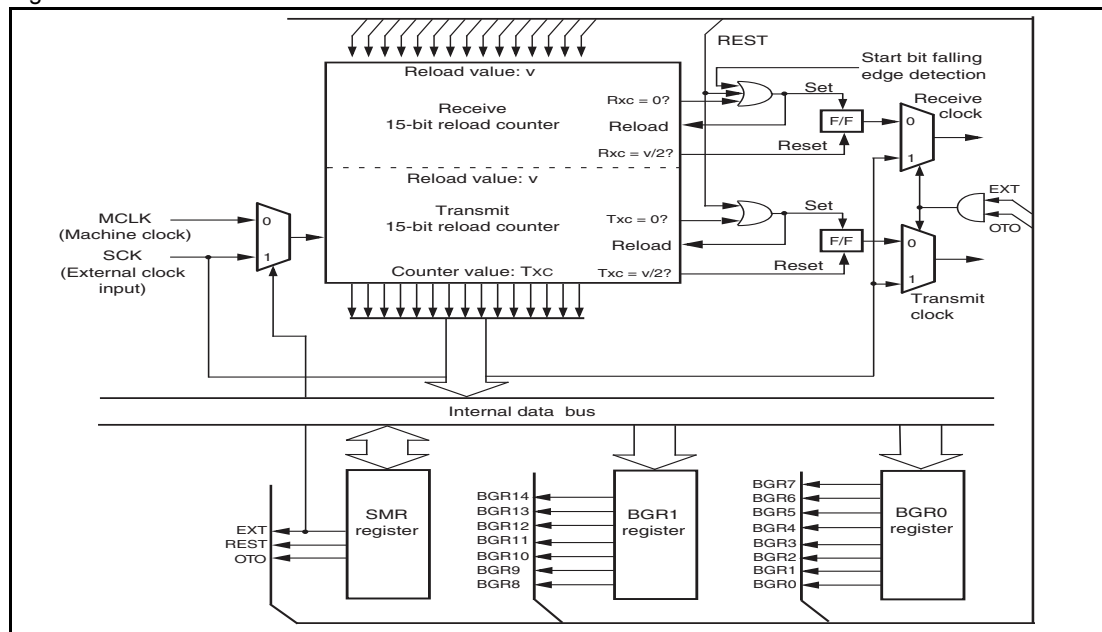 REST
Start bit falling
edge detection
Reload value: v
Receive
15-bit reload counter
Rxc = 0?
Reload
Rxc = v/2?
Set
F/F
Reset
Receive
clock
0
1
Reload value: v
Transmit
15-bit reload counter
Counter value: TXC
Txc = 0?
Reload
Txc = v/2?
Set
F/F
Reset
0
1
Transmit
clock
EXT
OTO
MCLK
(Machine clock)
SCK
(External clock
input)
0
1
Internal data bus
EXT
REST
OTO
SMR
register
BGR14
BGR13
BGR12
BGR11
BGR10
BGR9
BGR8
BGR1
register
BGR7
BGR6
BGR5
BGR4
BGR3
BGR2
BGR1
BGR0
BGR0
register